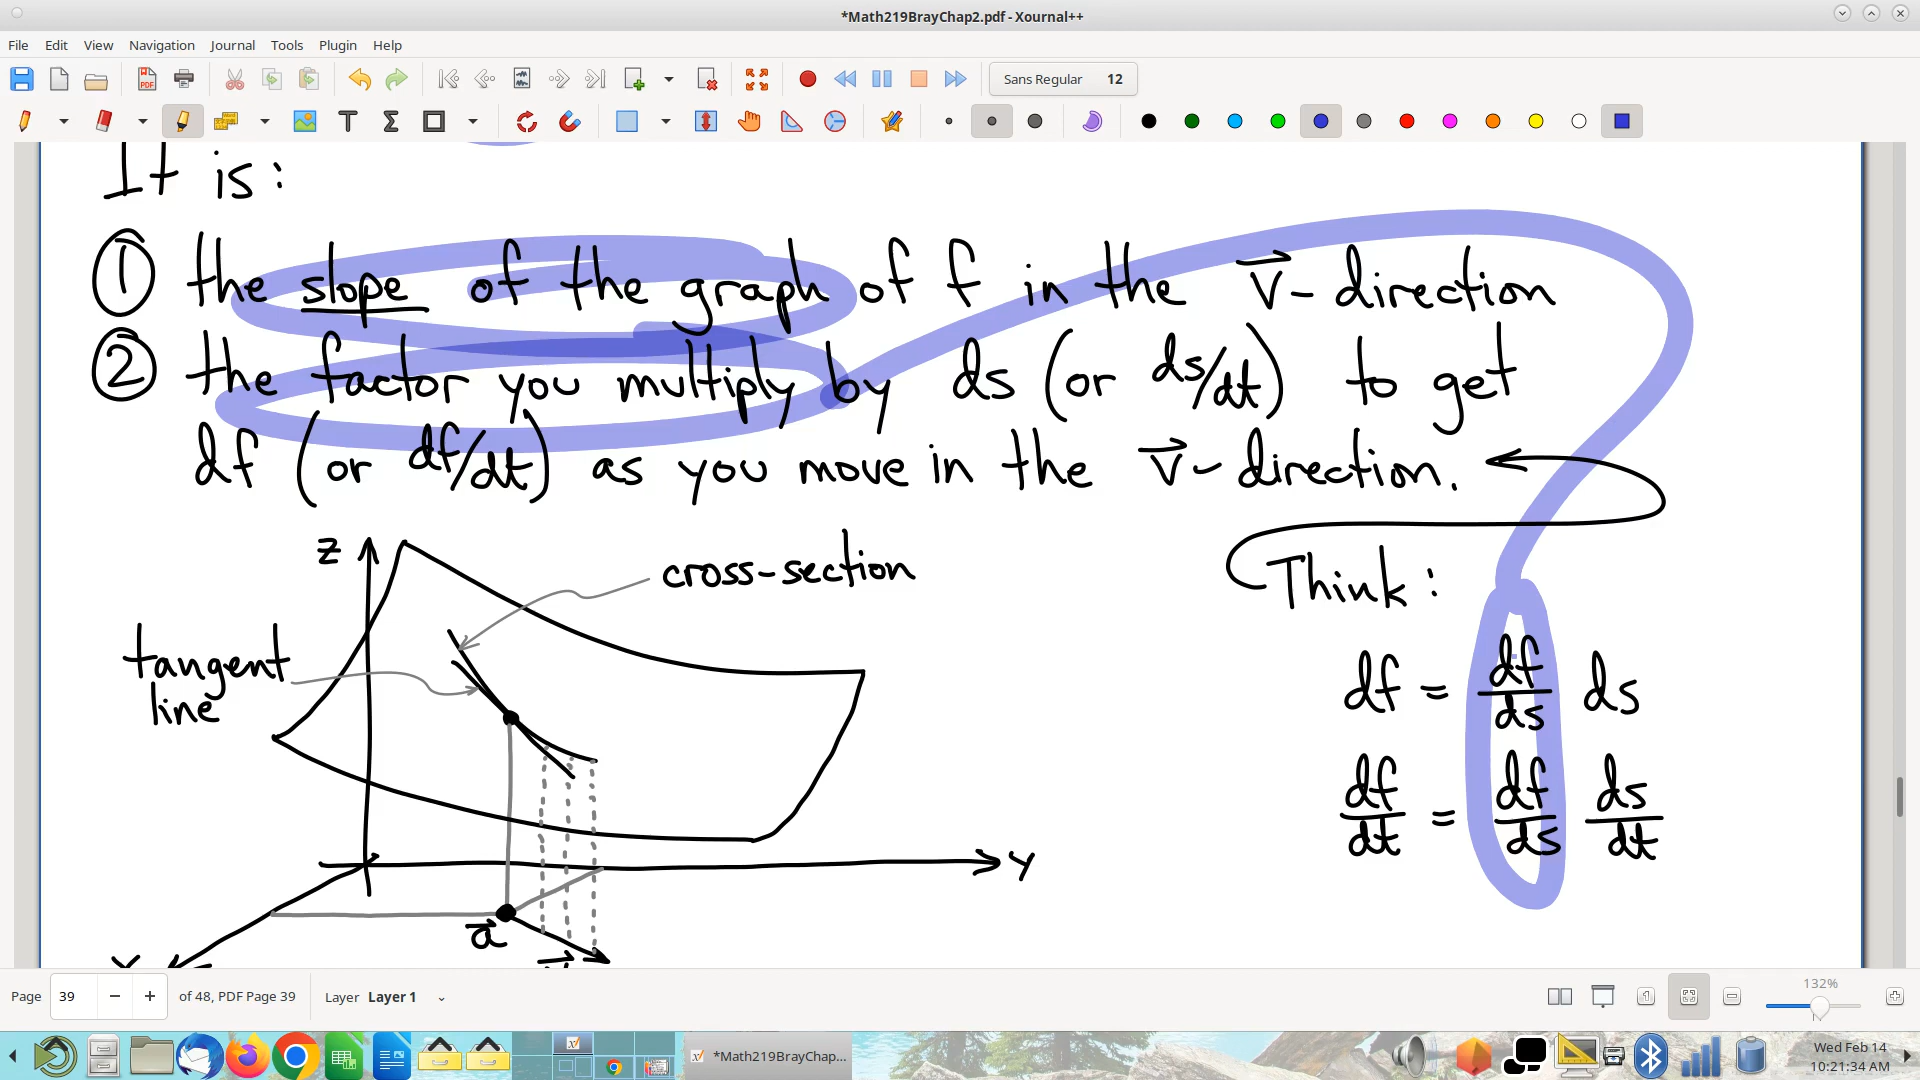 *Math219BrayChap2.pdf - Xournal++
File Edit View Navigation Journal Tools Plugin Help
Sans Regular 12
It is:
① the slope of the graph of f in the v⃗-direction
② the factor you multiply by ds (or ds/dt) to get
df (or df/dt) as you move in the v⃗-direction.
Think:
z
cross-section
tangent
line
df = df/ds ds
df/dt = df/ds ds/dt
y
a⃗
Page 39 of 48, PDF Page 39 Layer Layer 1
132%
*Math219BrayChap...
Wed Feb 14
10:21:34 AM